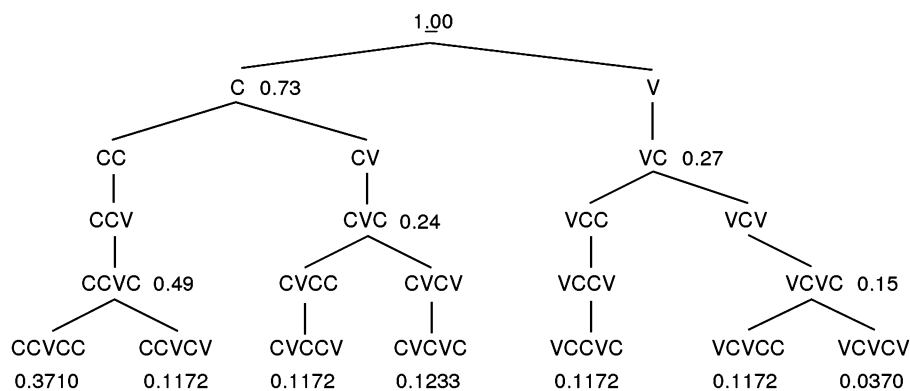 1.00
C 0.73 V
CC CV VC 0.27
CCV CVC 0.24 VCC VCV
CCVC 0.49 CVCC CVCV VCCV VCVC 0.15
CCVCC CCVCV CVCCV CVCVC VCCVC VCVCC VCVCV
0.3710 0.1172 0.1172 0.1233 0.1172 0.1172 0.0370